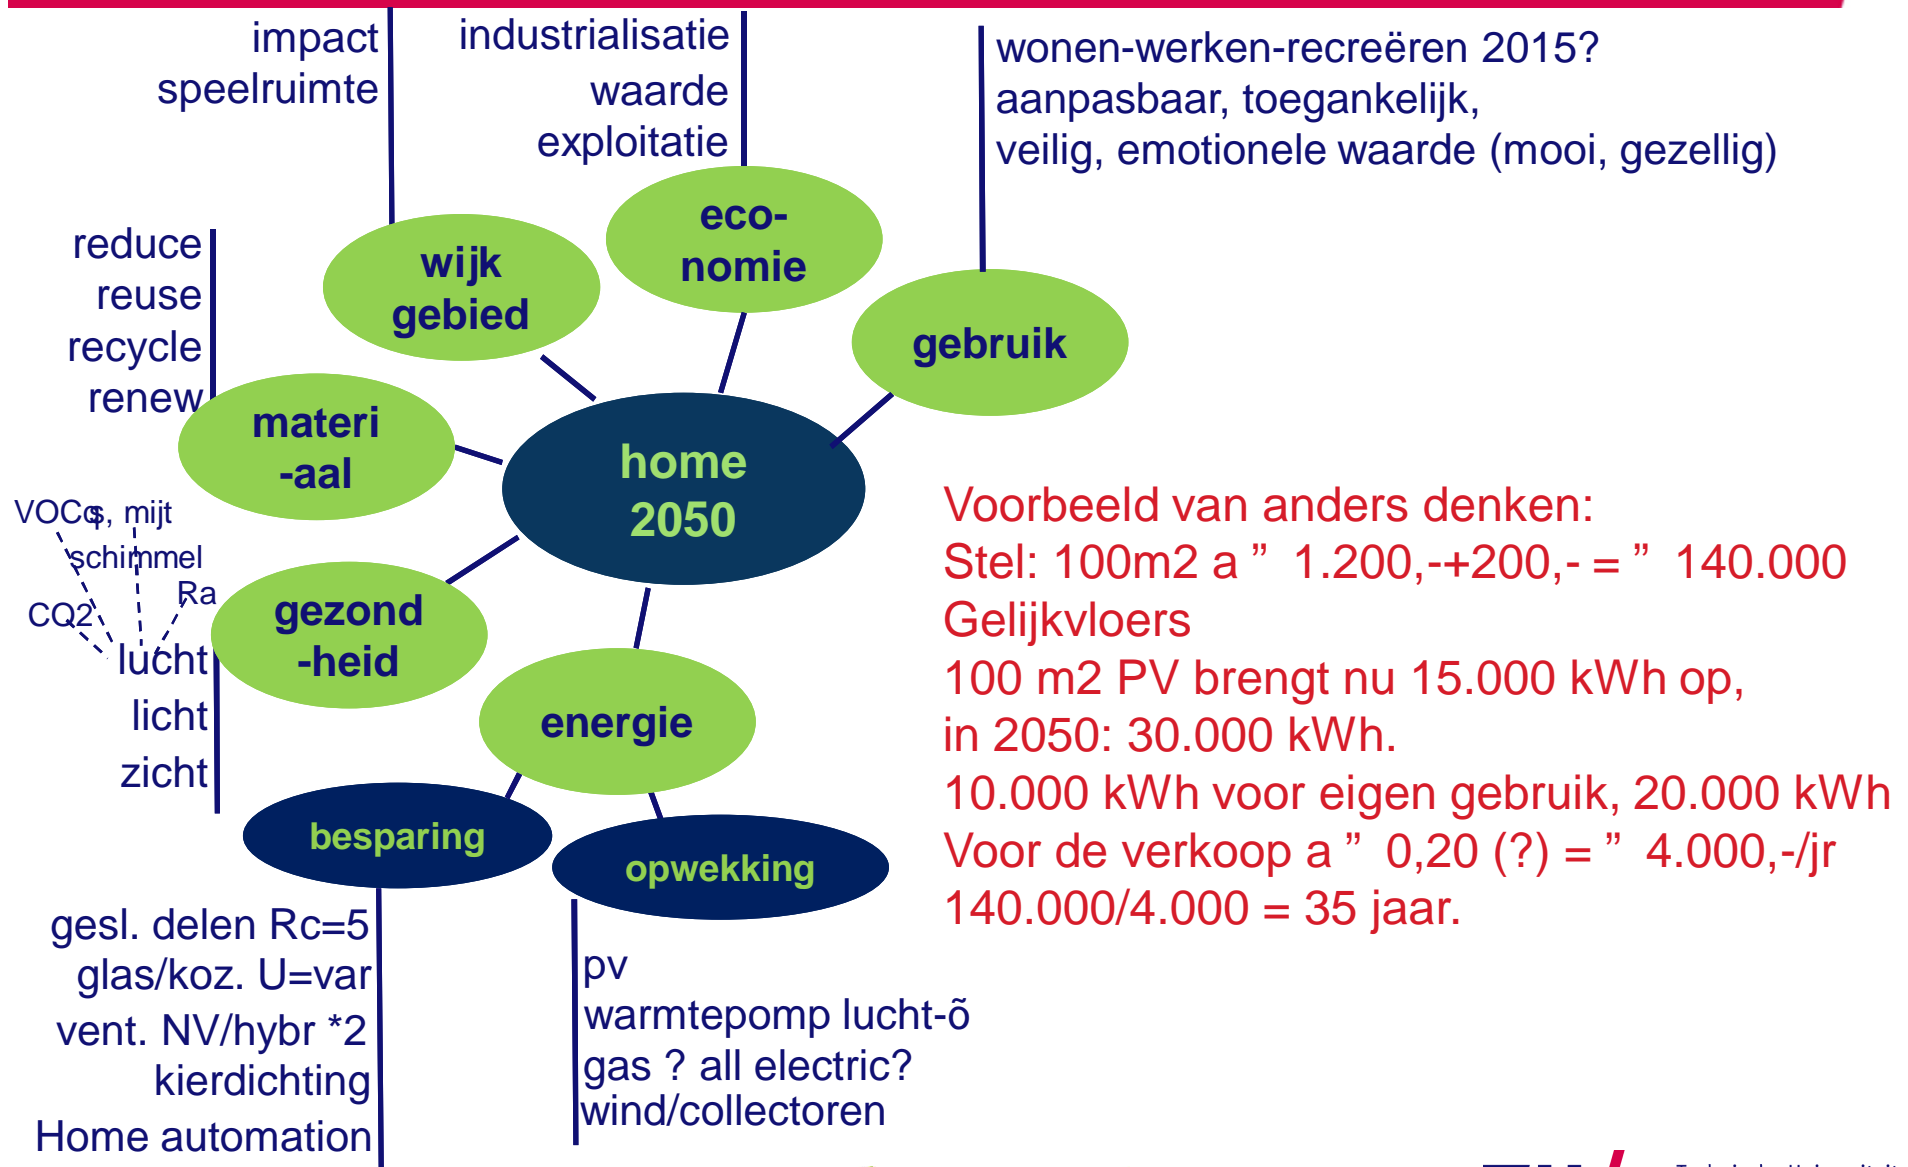 impact
speelruimte
industrialisatie
waarde
exploitatie
wonen-werken-recreëren 2015?
aanpasbaar, toegankelijk,
veilig, emotionele waarde (mooi, gezellig)
reduce
reuse
recycle
renew
wijk
gebied
eco-
nomie
gebruik
materi
-aal
home
2050
mijt
schimmel
Ra
CO2
lucht
licht
zicht
gezond
-heid
energie
besparing
opwekking
gesl. delen Rc=5
glas/koz. U=var
vent. NV/hybr *2
kierdichting
Home automation
pv
warmtepomp lucht-õ
gas ? all electric?
wind/collectoren
Voorbeeld van anders denken:
Stel: 100m2 a ” 1.200,-+200,- = ” 140.000
Gelijkvloers
100 m2 PV brengt nu 15.000 kWh op,
in 2050: 30.000 kWh.
10.000 kWh voor eigen gebruik, 20.000 kWh
Voor de verkoop a ” 0,20 (?) = ” 4.000,-/jr
140.000/4.000 = 35 jaar.